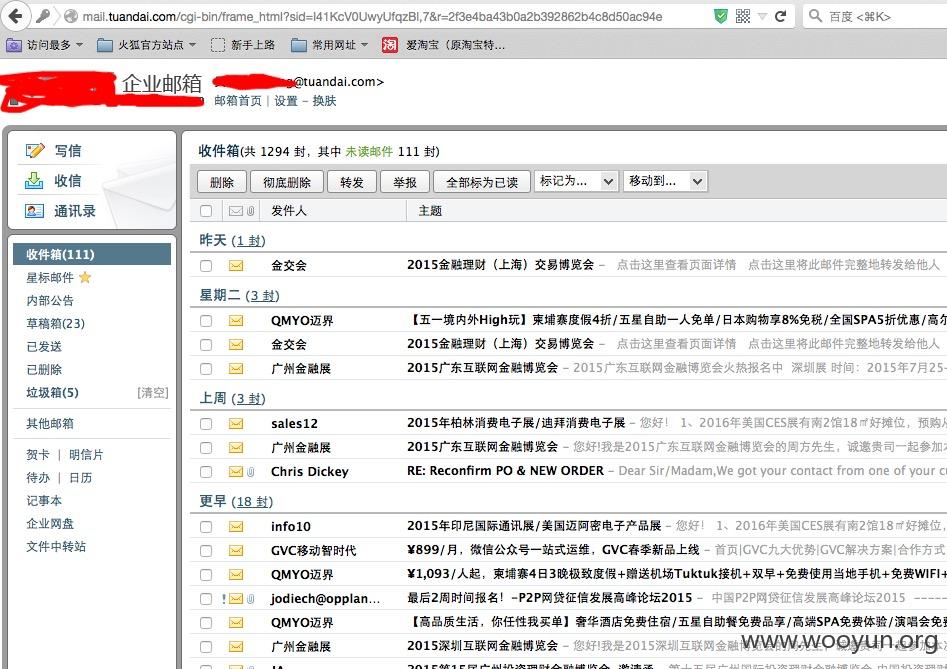 mail.tuandai.com/cgi-bin/frame_html?sid=l41KcV0UwyUfqzBl,7&r=2f3e4ba43b0a2b392862b4c8d50ac94e
百度 <⌘K>
访问最多 火狐官方站点 新手上路 常用网址 淘 爱淘宝（原淘宝特...
企业邮箱
g@tuandai.com>
邮箱首页 | 设置 - 换肤
写信
收信
通讯录
收件箱(111)
星标邮件
内部公告
草稿箱(23)
已发送
已删除
垃圾箱(5) [清空]
其他邮箱
贺卡 | 明信片
待办 | 日历
记事本
企业网盘
文件中转站
收件箱(共 1294 封，其中 未读邮件 111 封)
删除 彻底删除 转发 举报 全部标为已读 标记为... 移动到...
发件人 主题
昨天 (1 封)
金交会 2015金融理财（上海）交易博览会 - 点击这里查看页面详情 点击这里将此邮件完整地转发给他人
星期二 (3 封)
QMYO迈界 【五一境内外High玩】柬埔寨度假4折/五星自助一人免单/日本购物享8%免税/全国SPA5折优惠/高尔
金交会 2015金融理财（上海）交易博览会 - 点击这里查看页面详情 点击这里将此邮件完整地转发给他人
广州金融展 2015广东互联网金融博览会 - 2015广东互联网金融博览会火热报名中 深圳展 时间：2015年7月25-
上周 (3 封)
sales12 2015年柏林消费电子展/迪拜消费电子展 - 您好！ 1、2016年美国CES展有南2馆18㎡好摊位，预购从
广州金融展 2015广东互联网金融博览会 - 您好!我是2015广东互联网金融博览会的周方先生，诚邀贵司一起参加本
Chris Dickey RE: Reconfirm PO & NEW ORDER - Dear Sir/Madam,We got your contact from one of your cu
更早 (18 封)
info10 2015年印尼国际通讯展/美国迈阿密电子产品展 - 您好！ 1、2016年美国CES展有南2馆18㎡好摊位,
GVC移动智时代 ¥899/月，微信公众号一站式运维，GVC春季新品上线 - 首页|GVC九大优势|GVC解决方案|合作方式
QMYO迈界 ¥1,093/人起，柬埔寨4日3晚极致度假+赠送机场Tuktuk接机+双早+免费使用当地手机+免费WIFI+
jodiech@opplan... 最后2周时间报名! -P2P网贷征信发展高峰论坛2015 - 中国P2P网贷征信发展高峰论坛2015 -----
QMYO迈界 【高品质生活，你任性我买单】奢华酒店免费住宿/五星自助餐免费品享/高端SPA免费体验/演唱会免
广州金融展 2015深圳互联网金融博览会 - 您好!我是2015深圳互联网金融博览会的
www.wooyun.org